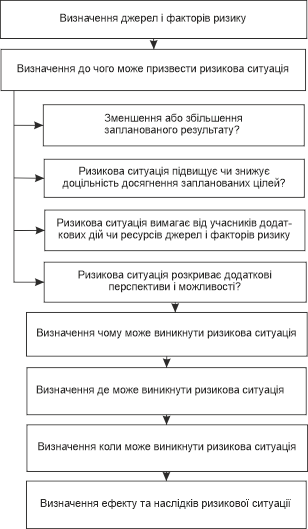 Визначення джерел і факторів ризику
Визначення до чого може призвести ризикова ситуація
Зменшення або збільшення
запланованого результату?
Ризикова ситуація підвищує чи знижує
доцільність досягнення запланованих цілей?
Ризикова ситуація вимагає від учасників додат-
кових дій чи ресурсів джерел і факторів ризику
Ризикова ситуація розкриває додаткові
перспективи і можливості?
Визначення чому може виникнути ризикова ситуація
Визначення де може виникнути ризикова ситуація
Визначення коли може виникнути ризикова ситуація
Визначення ефекту та наслідків ризикової ситуації